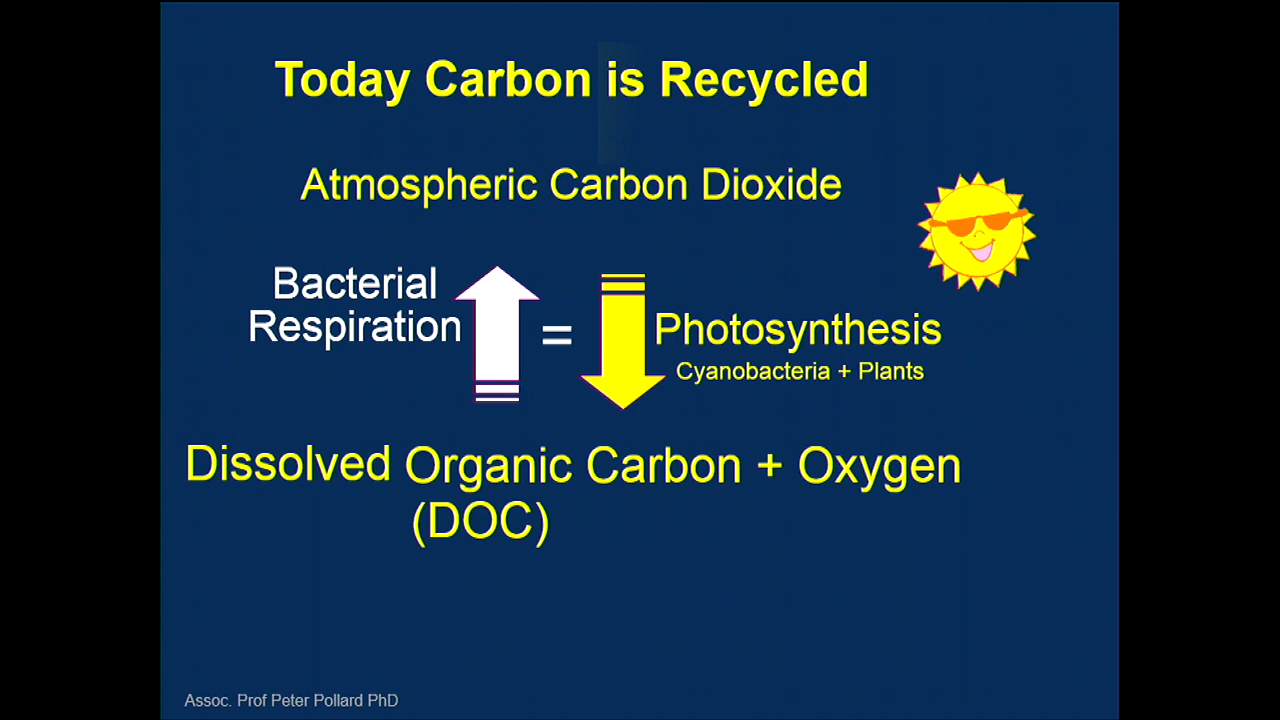 Today Carbon is Recycled
Atmospheric Carbon Dioxide
Bacterial
Respiration
=
Photosynthesis
Cyanobacteria + Plants
Dissolved Organic Carbon + Oxygen
(DOC)
Assoc. Prof Peter Pollard PhD